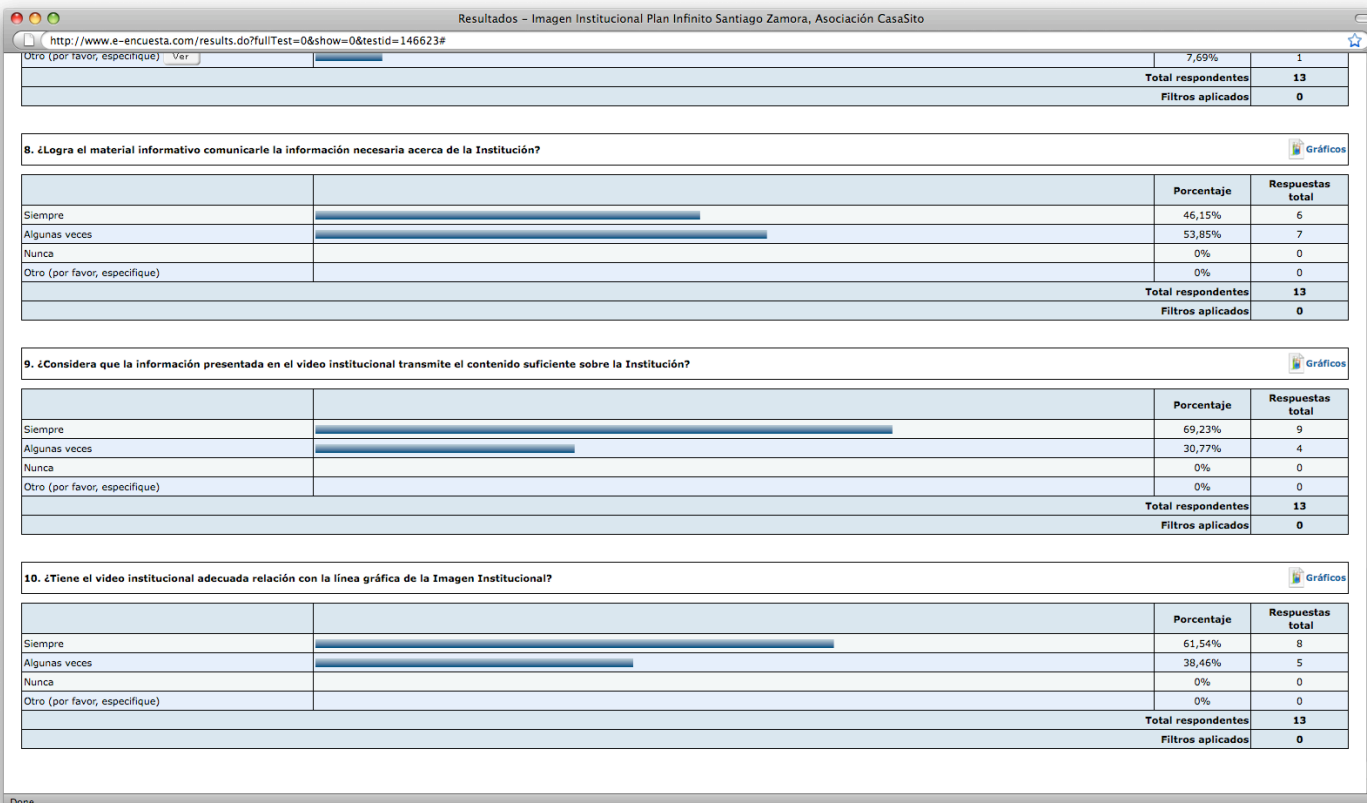 Resultados – Imagen Institucional Plan Infinito Santiago Zamora, Asociación CasaSito
http://www.e-encuesta.com/results.do?fullTest=0&show=0&testid=146623#
Otro (por favor, especifique) Ver 7,69% 1
Total respondentes 13
Filtros aplicados 0
8. ¿Logra el material informativo comunicarle la información necesaria acerca de la Institución? Gráficos
Porcentaje Respuestas total
Siempre 46,15% 6
Algunas veces 53,85% 7
Nunca 0% 0
Otro (por favor, especifique) 0% 0
Total respondentes 13
Filtros aplicados 0
9. ¿Considera que la información presentada en el video institucional transmite el contenido suficiente sobre la Institución? Gráficos
Porcentaje Respuestas total
Siempre 69,23% 9
Algunas veces 30,77% 4
Nunca 0% 0
Otro (por favor, especifique) 0% 0
Total respondentes 13
Filtros aplicados 0
10. ¿Tiene el video institucional adecuada relación con la línea gráfica de la Imagen Institucional? Gráficos
Porcentaje Respuestas total
Siempre 61,54% 8
Algunas veces 38,46% 5
Nunca 0% 0
Otro (por favor, especifique) 0% 0
Total respondentes 13
Filtros aplicados 0
Done